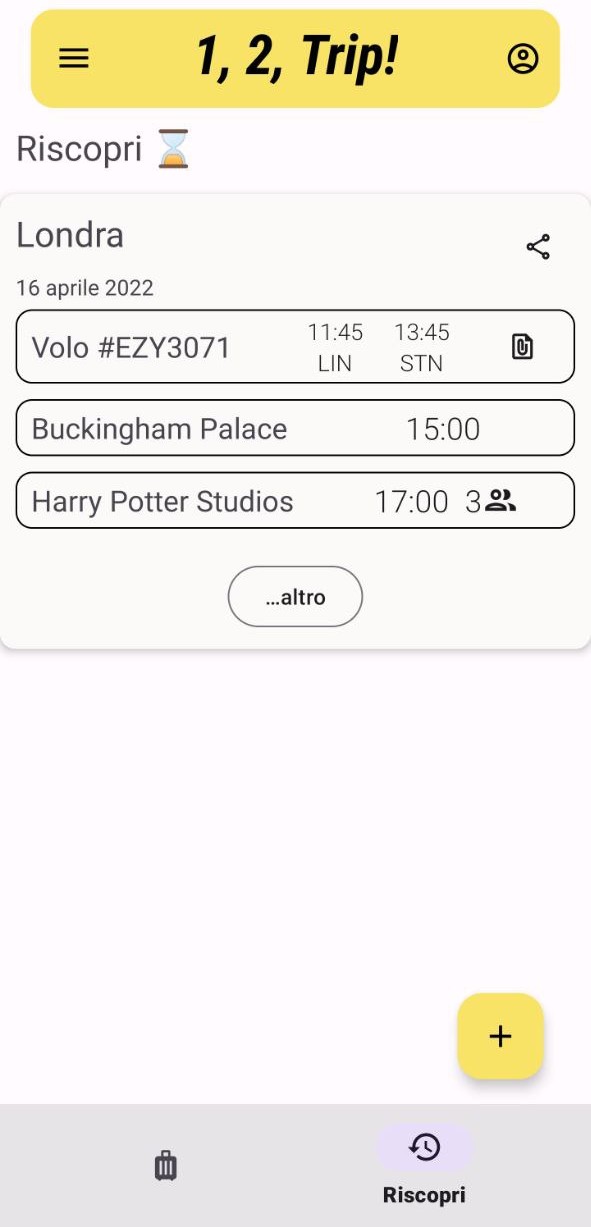 1, 2, Trip!
Riscopri ⏳
Londra
16 aprile 2022
Volo #EZY3071 11:45 13:45
LIN STN
Buckingham Palace 15:00
Harry Potter Studios 17:00 3
...altro
+
Riscopri